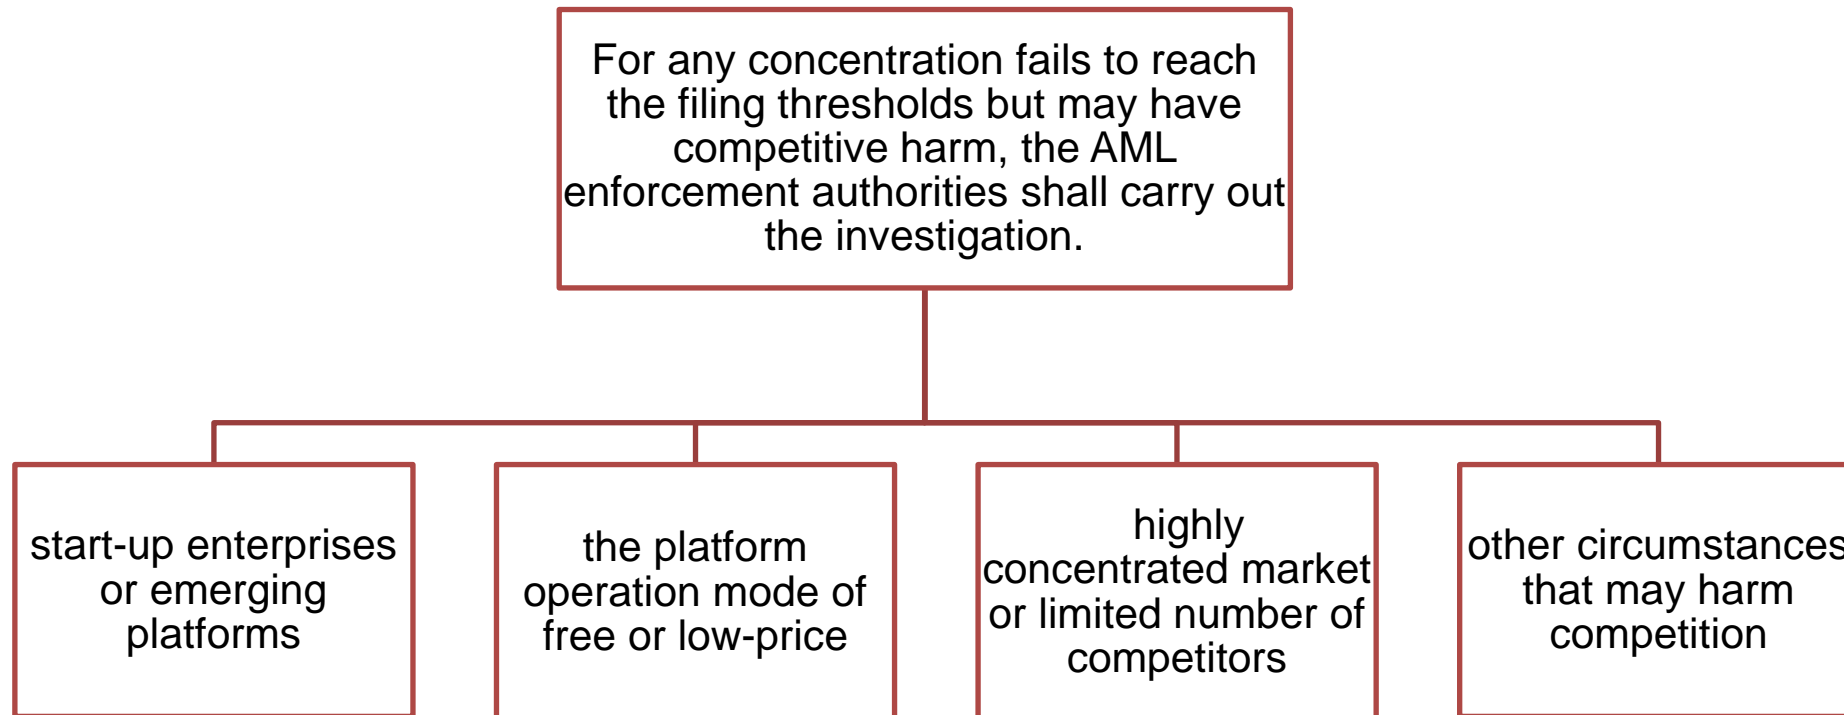 For any concentration fails to reach
the filing thresholds but may have
competitive harm, the AML
enforcement authorities shall carry out
the investigation.
start-up enterprises
or emerging
platforms
the platform
operation mode of
free or low-price
highly
concentrated market
or limited number of
competitors
other circumstances
that may harm
competition